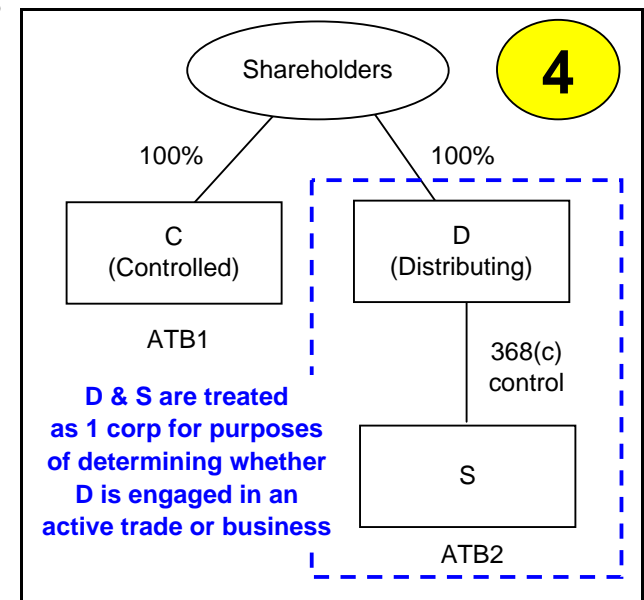 Shareholders
4
100%
100%
C
(Controlled)
D
(Distributing)
ATB1
368(c)
control
D & S are treated
as 1 corp for purposes
of determining whether
D is engaged in an
active trade or business
S
ATB2